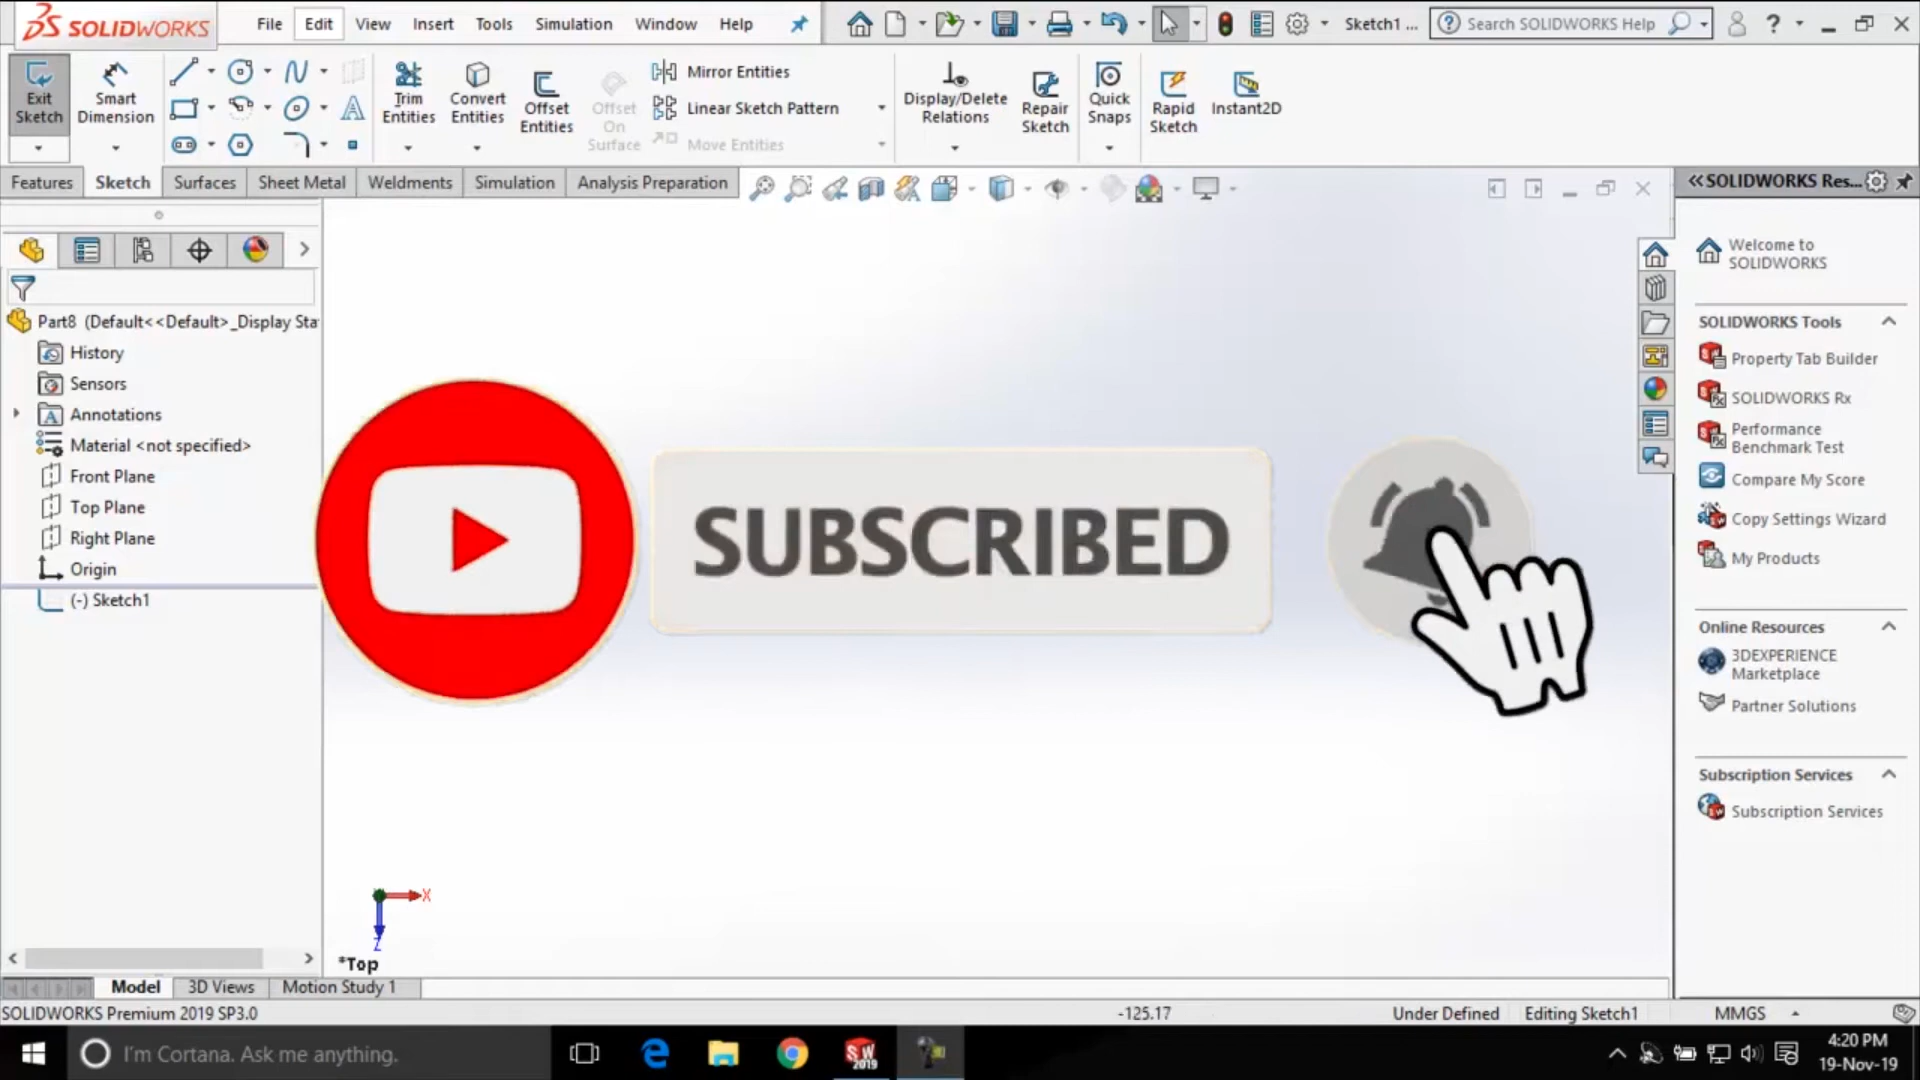 SOLIDWORKS
File Edit View Insert Tools Simulation Window Help
Sketch1 ...
Search SOLIDWORKS Help
Exit Sketch
Smart Dimension
Trim Entities
Convert Entities
Offset Entities
Offset On Surface
Mirror Entities
Linear Sketch Pattern
Move Entities
Display/Delete Relations
Repair Sketch
Quick Snaps
Rapid Sketch
Instant2D
Features Sketch Surfaces Sheet Metal Weldments Simulation Analysis Preparation
SOLIDWORKS Res...
Part8 (Default<<Default>_Display Sta
History
Sensors
Annotations
Material <not specified>
Front Plane
Top Plane
Right Plane
Origin
(-) Sketch1
SUBSCRIBED
Welcome to
SOLIDWORKS
SOLIDWORKS Tools
Property Tab Builder
SOLIDWORKS Rx
Performance
Benchmark Test
Compare My Score
Copy Settings Wizard
My Products
Online Resources
3DEXPERIENCE
Marketplace
Partner Solutions
Subscription Services
Subscription Services
X
Z
*Top
Model 3D Views Motion Study 1
SOLIDWORKS Premium 2019 SP3.0
-125.17
Under Defined
Editing Sketch1
MMGS
I'm Cortana. Ask me anything.
SW
2019
4:20 PM
19-Nov-19